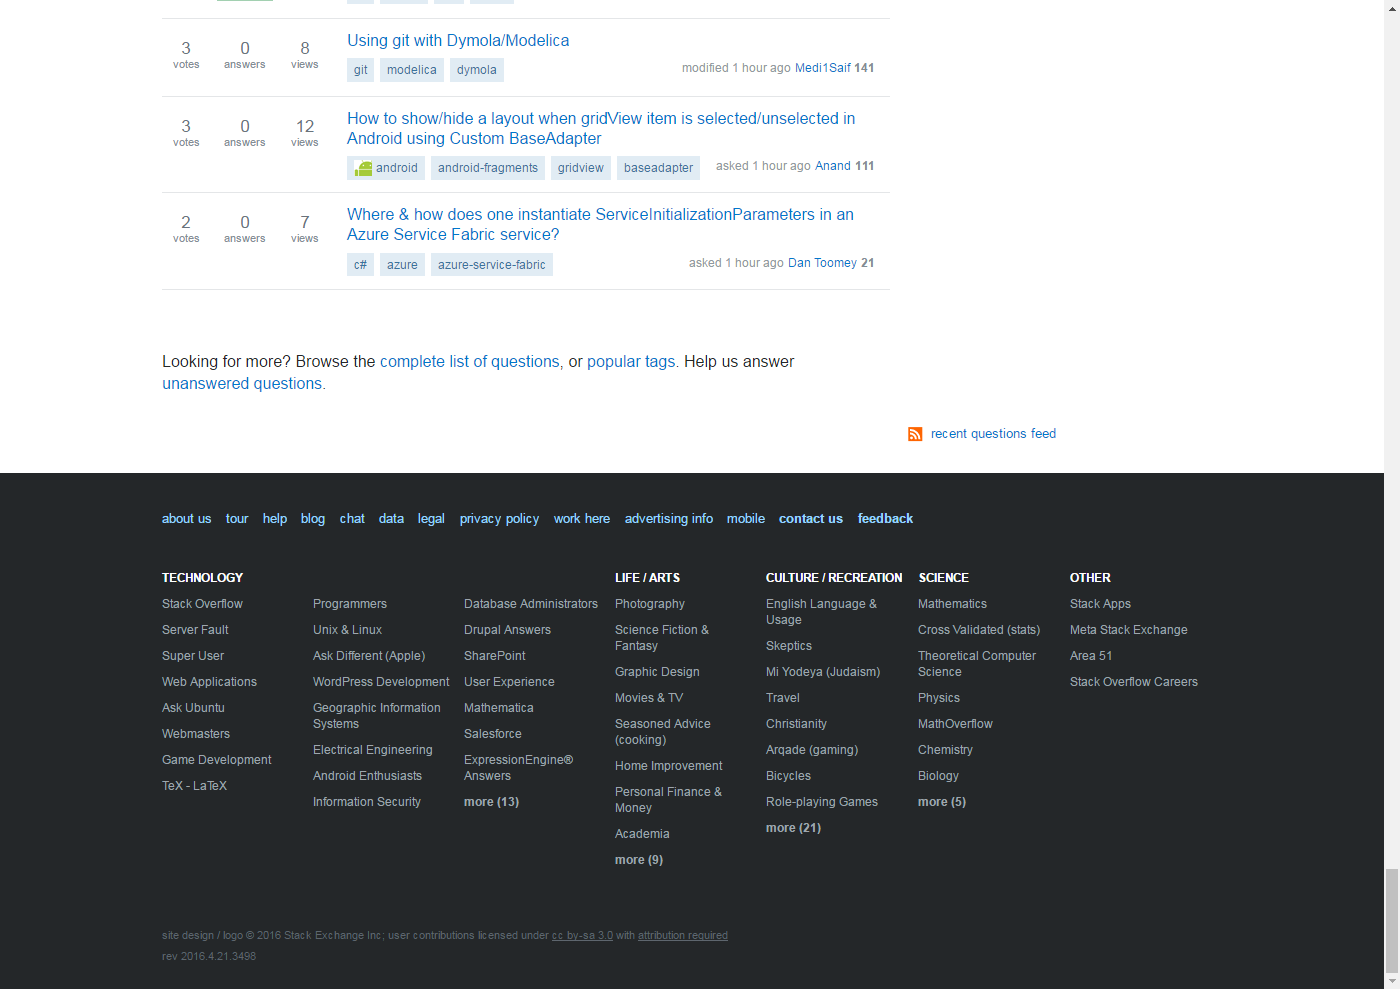 3 0 8 Using git with Dymola/Modelica
votes answers views
git modelica dymola modified 1 hour ago Medi1Saif 141
3 0 12 How to show/hide a layout when gridView item is selected/unselected in
votes answers views Android using Custom BaseAdapter
android android-fragments gridview baseadapter asked 1 hour ago Anand 111
2 0 7 Where & how does one instantiate ServiceInitializationParameters in an
votes answers views Azure Service Fabric service?
c# azure azure-service-fabric asked 1 hour ago Dan Toomey 21
Looking for more? Browse the complete list of questions, or popular tags. Help us answer
unanswered questions.
recent questions feed
about us tour help blog chat data legal privacy policy work here advertising info mobile contact us feedback
TECHNOLOGY
Stack Overflow
Server Fault
Super User
Web Applications
Ask Ubuntu
Webmasters
Game Development
TeX - LaTeX
Programmers
Unix & Linux
Ask Different (Apple)
WordPress Development
Geographic Information
Systems
Electrical Engineering
Android Enthusiasts
Information Security
Database Administrators
Drupal Answers
SharePoint
User Experience
Mathematica
Salesforce
ExpressionEngine®
Answers
more (13)
LIFE / ARTS
Photography
Science Fiction &
Fantasy
Graphic Design
Movies & TV
Seasoned Advice
(cooking)
Home Improvement
Personal Finance &
Money
Academia
more (9)
CULTURE / RECREATION
English Language &
Usage
Skeptics
Mi Yodeya (Judaism)
Travel
Christianity
Arqade (gaming)
Bicycles
Role-playing Games
more (21)
SCIENCE
Mathematics
Cross Validated (stats)
Theoretical Computer
Science
Physics
MathOverflow
Chemistry
Biology
more (5)
OTHER
Stack Apps
Meta Stack Exchange
Area 51
Stack Overflow Careers
site design / logo © 2016 Stack Exchange Inc; user contributions licensed under cc by-sa 3.0 with attribution required
rev 2016.4.21.3498